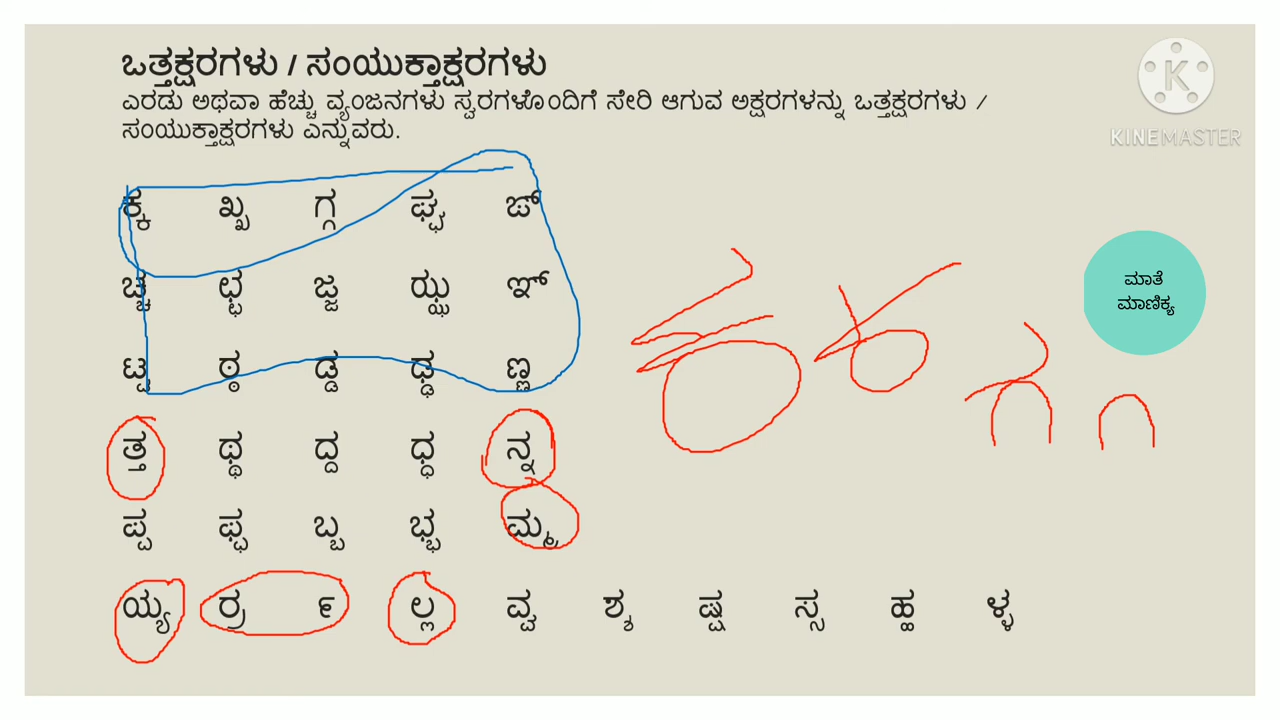 ಒತ್ತಕ್ಷರಗಳು / ಸಂಯುಕ್ತಾಕ್ಷರಗಳು
ಎರಡು ಅಥವಾ ಹೆಚ್ಚು ವ್ಯಂಜನಗಳು ಸ್ವರಗಳೊಂದಿಗೆ ಸೇರಿ ಆಗುವ ಅಕ್ಷರಗಳನ್ನು ಒತ್ತಕ್ಷರಗಳು /
ಸಂಯುಕ್ತಾಕ್ಷರಗಳು ಎನ್ನುವರು.
KINEMASTER
ಕ್ಕ ಖ್ಖ ಗ್ಗ ಘ್ಘ ಙ್
ಚ್ಚ ಛ್ಛ ಜ್ಜ ಝ್ಝ ಞ್
ಟ್ಟ ಠ್ಠ ಡ್ಡ ಢ್ಢ ಣ್ಣ
ತ್ತ ಥ್ಥ ದ್ದ ಧ್ಧ ನ್ನ
ಪ್ಪ ಫ್ಫ ಬ್ಬ ಭ್ಭ ಮ್ಮ
ಯ್ಯ ರ್ರ ೯ ಲ್ಲ ವ್ವ ಶ್ಶ ಷ್ಷ ಸ್ಸ ಹ್ಹ ಳ್ಳ
ಮಾತೆ
ಮಾಣಿಕ್ಯ